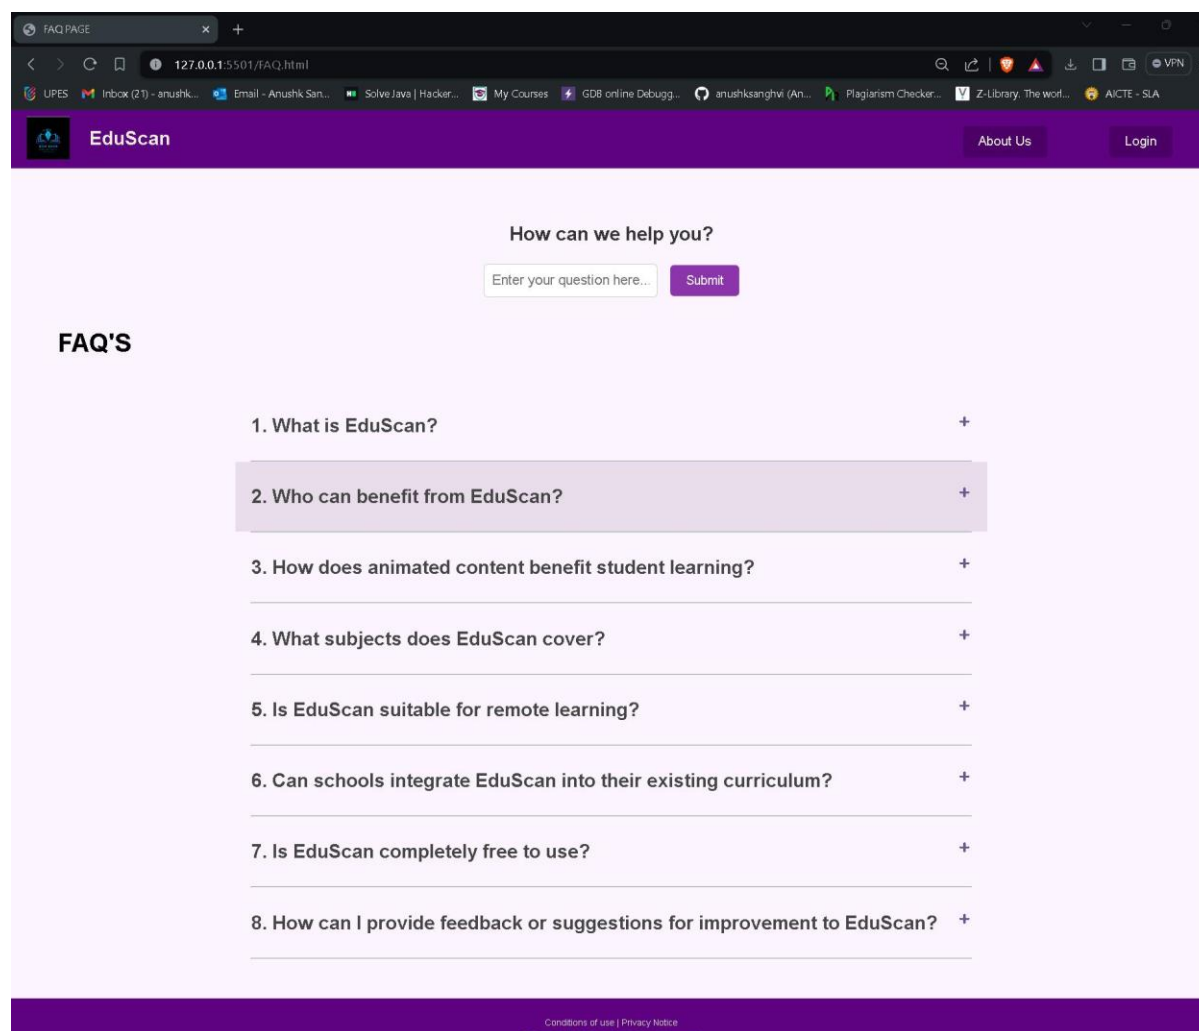 FAQ PAGE
127.0.0.1:5501/FAQ.html
VPN
UPES Inbox (21) - anushk... Email - Anushk San... Solve Java | Hacker... My Courses GDB online Debugg... anushksanghvi (An... Plagiarism Checker... Z-Library. The worl... AICTE - SLA
EduScan About Us Login
How can we help you?
Enter your question here... Submit
FAQ'S
1. What is EduScan? +
2. Who can benefit from EduScan? +
3. How does animated content benefit student learning? +
4. What subjects does EduScan cover? +
5. Is EduScan suitable for remote learning? +
6. Can schools integrate EduScan into their existing curriculum? +
7. Is EduScan completely free to use? +
8. How can I provide feedback or suggestions for improvement to EduScan? +
Conditions of use | Privacy Notice